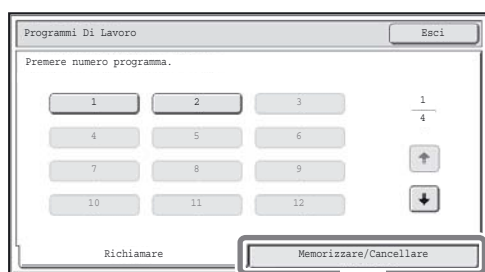 Programmi Di Lavoro Esci
Premere numero programma.
1 2 3 1
4
4 5 6
7 8 9
10 11 12
Richiamare Memorizzare/Cancellare